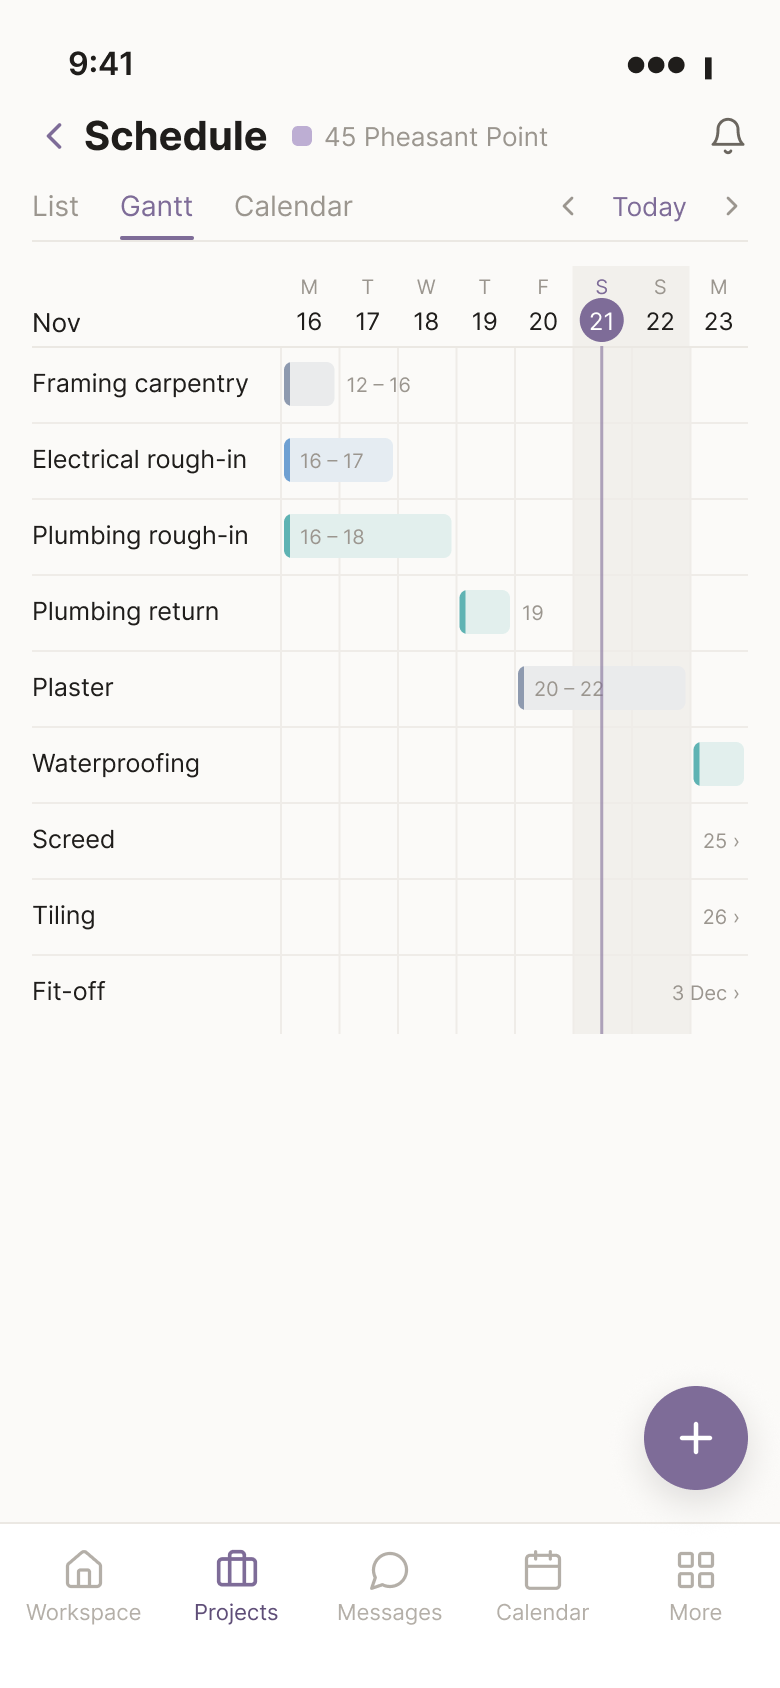 9:41
Schedule 45 Pheasant Point
List Gantt Calendar Today
M T W T F S S M
Nov 16 17 18 19 20 21 22 23
Framing carpentry 12 – 16
Electrical rough-in 16 – 17
Plumbing rough-in 16 – 18
Plumbing return 19
Plaster 20 – 22
Waterproofing
Screed 25 ›
Tiling 26 ›
Fit-off 3 Dec ›
Workspace Projects Messages Calendar More